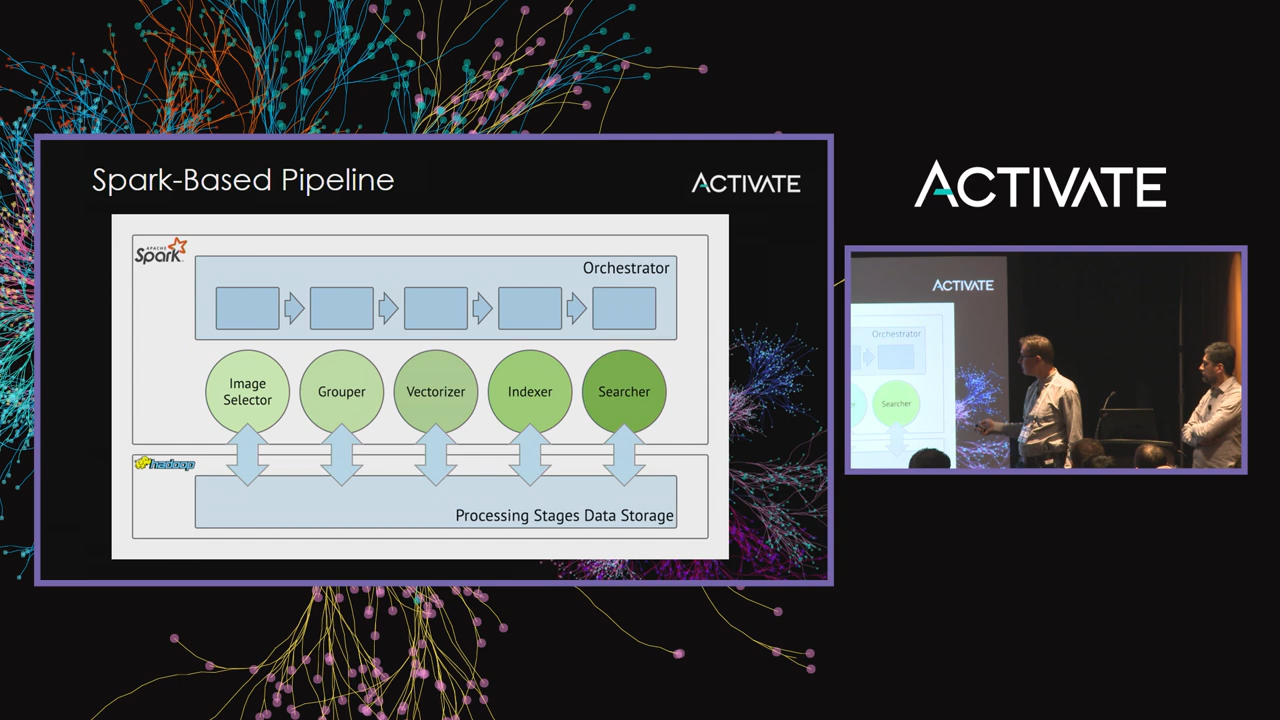 Spark-Based Pipeline
ACTIVATE
APACHE
Spark
Orchestrator
Image
Selector
Grouper
Vectorizer
Indexer
Searcher
hadoop
Processing Stages Data Storage
ACTIVATE
ACTIVATE
Orchestrator
Searcher